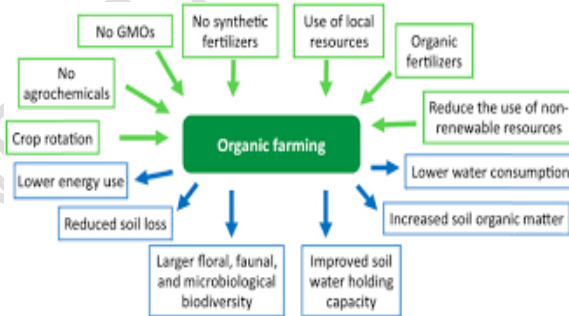 No GMOs
No synthetic
fertilizers
Use of local
resources
Organic
fertilizers
No
agrochemicals
Reduce the use of non-
renewable resources
Crop rotation
Organic farming
Lower energy use
Lower water consumption
Reduced soil loss
Increased soil organic matter
Larger floral, faunal,
and microbiological
biodiversity
Improved soil
water holding
capacity